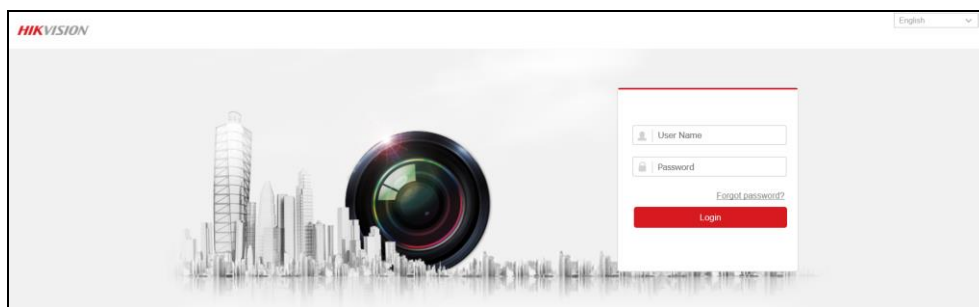 HIKVISION
English
User Name
Password
Forgot password?
Login